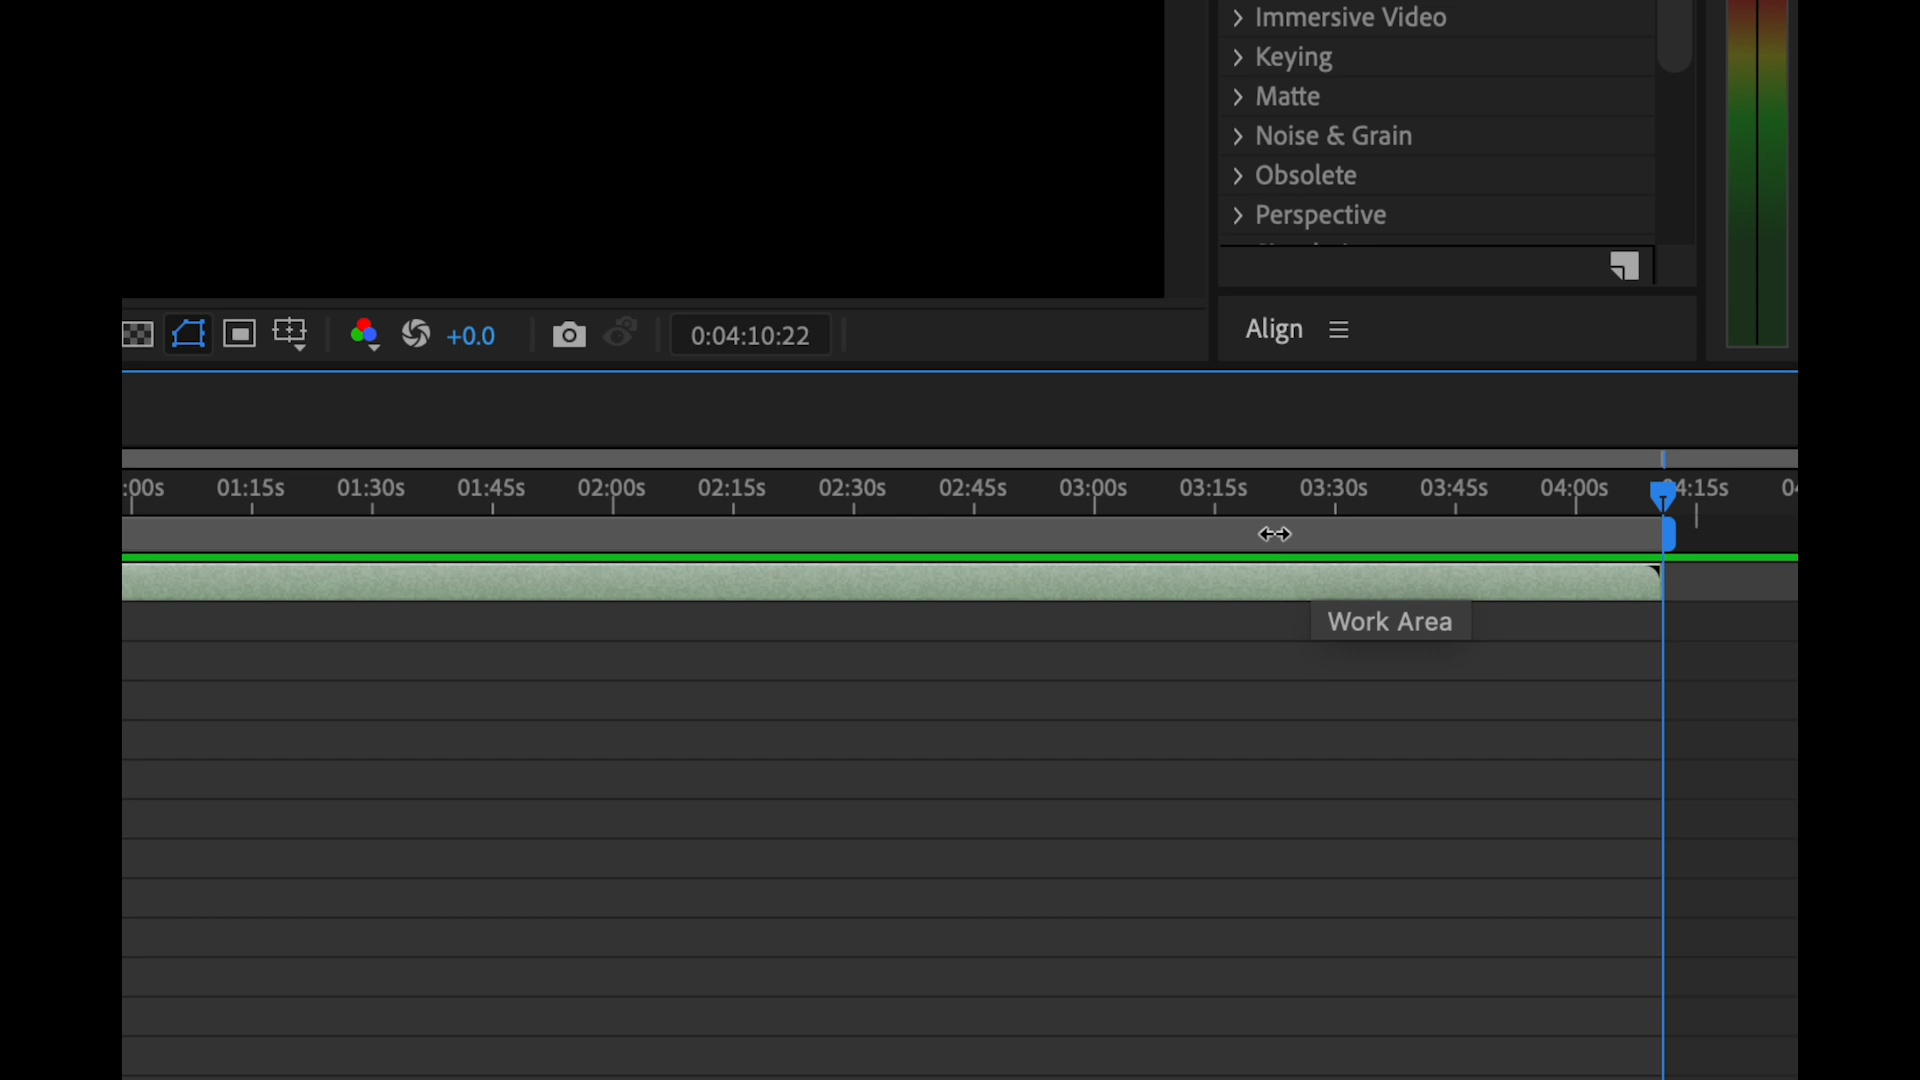 Immersive Video
Keying
Matte
Noise & Grain
Obsolete
Perspective
+0.0
0:04:10:22
Align
:00s 01:15s 01:30s 01:45s 02:00s 02:15s 02:30s 02:45s 03:00s 03:15s 03:30s 03:45s 04:00s 4:15s
Work Area